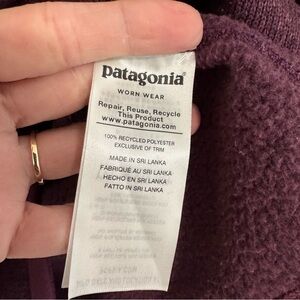 patagonia®
WORN WEAR
Repair, Reuse, Recycle
This Product
www.patagonia.com
100% RECYCLED POLYESTER
EXCLUSIVE OF TRIM
MADE IN SRI LANKA
FABRIQUÉ AU SRI LANKA
HECHO EN SRI LANKA
FATTO IN SRI LANKA